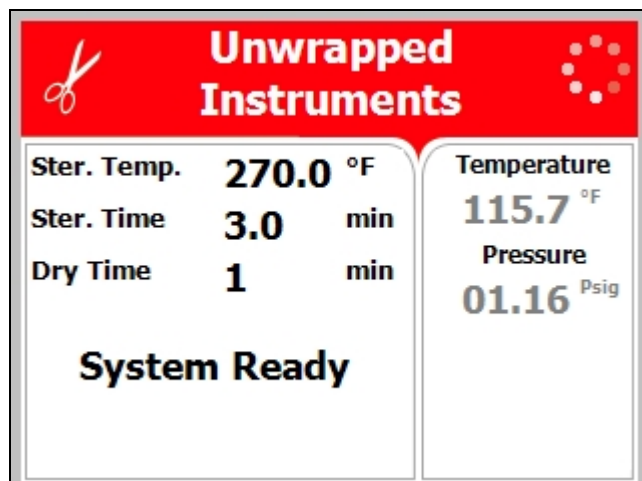 Unwrapped
Instruments
Ster. Temp. 270.0 °F
Ster. Time 3.0 min
Dry Time 1 min
System Ready
Temperature
115.7 °F
Pressure
01.16 Psig